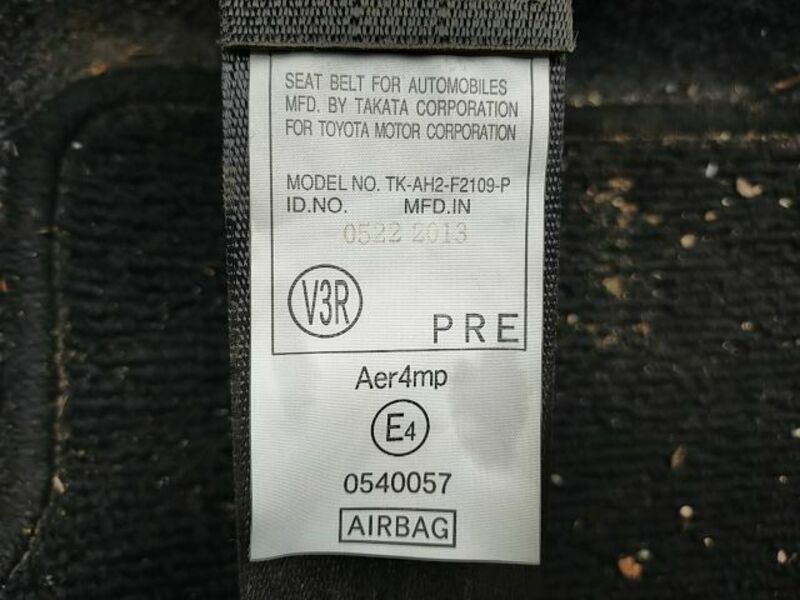 SEAT BELT FOR AUTOMOBILES
MFD. BY TAKATA CORPORATION
FOR TOYOTA MOTOR CORPORATION
MODEL NO. TK-AH2-F2109-P
ID.NO. MFD.IN
0522 2013
V3R
PRE
Aer4mp
E4
0540057
AIRBAG